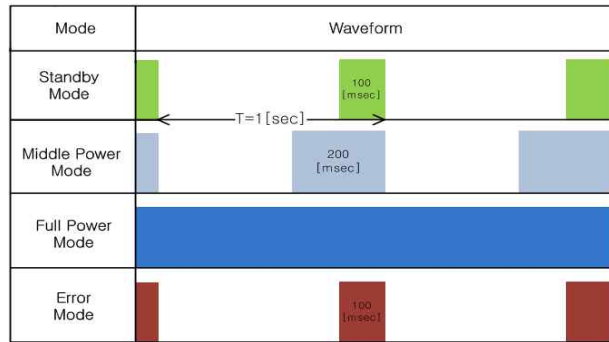 Mode
Waveform
Standby
Mode
100
[msec]
T=1[sec]
Middle Power
Mode
200
[msec]
Full Power
Mode
Error
Mode
100
[msec]